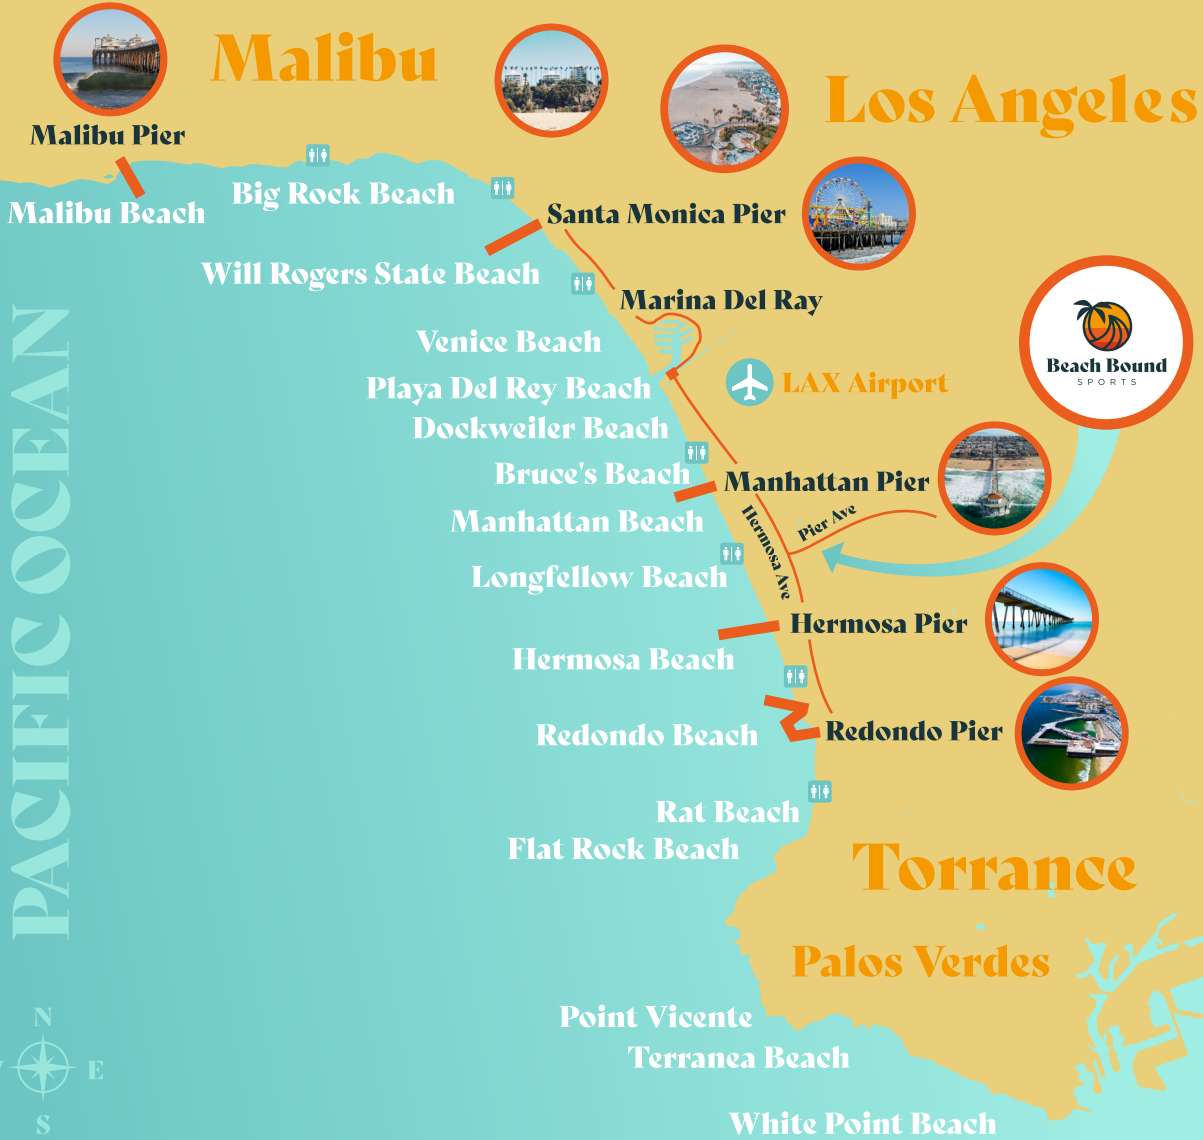 Malibu
Los Angeles
Malibu Pier
Big Rock Beach
Malibu Beach
Santa Monica Pier
Will Rogers State Beach
Marina Del Ray
Venice Beach
Beach Bound
SPORTS
LAX Airport
Playa Del Rey Beach
Dockweiler Beach
Bruce's Beach
Manhattan Pier
Manhattan Beach
Hermosa Ave
Pier Ave
Longfellow Beach
Hermosa Pier
Hermosa Beach
Redondo Beach
Redondo Pier
Rat Beach
Flat Rock Beach
Torrance
Palos Verdes
PACIFIC OCEAN
Point Vicente
Terranea Beach
White Point Beach
N
E
S